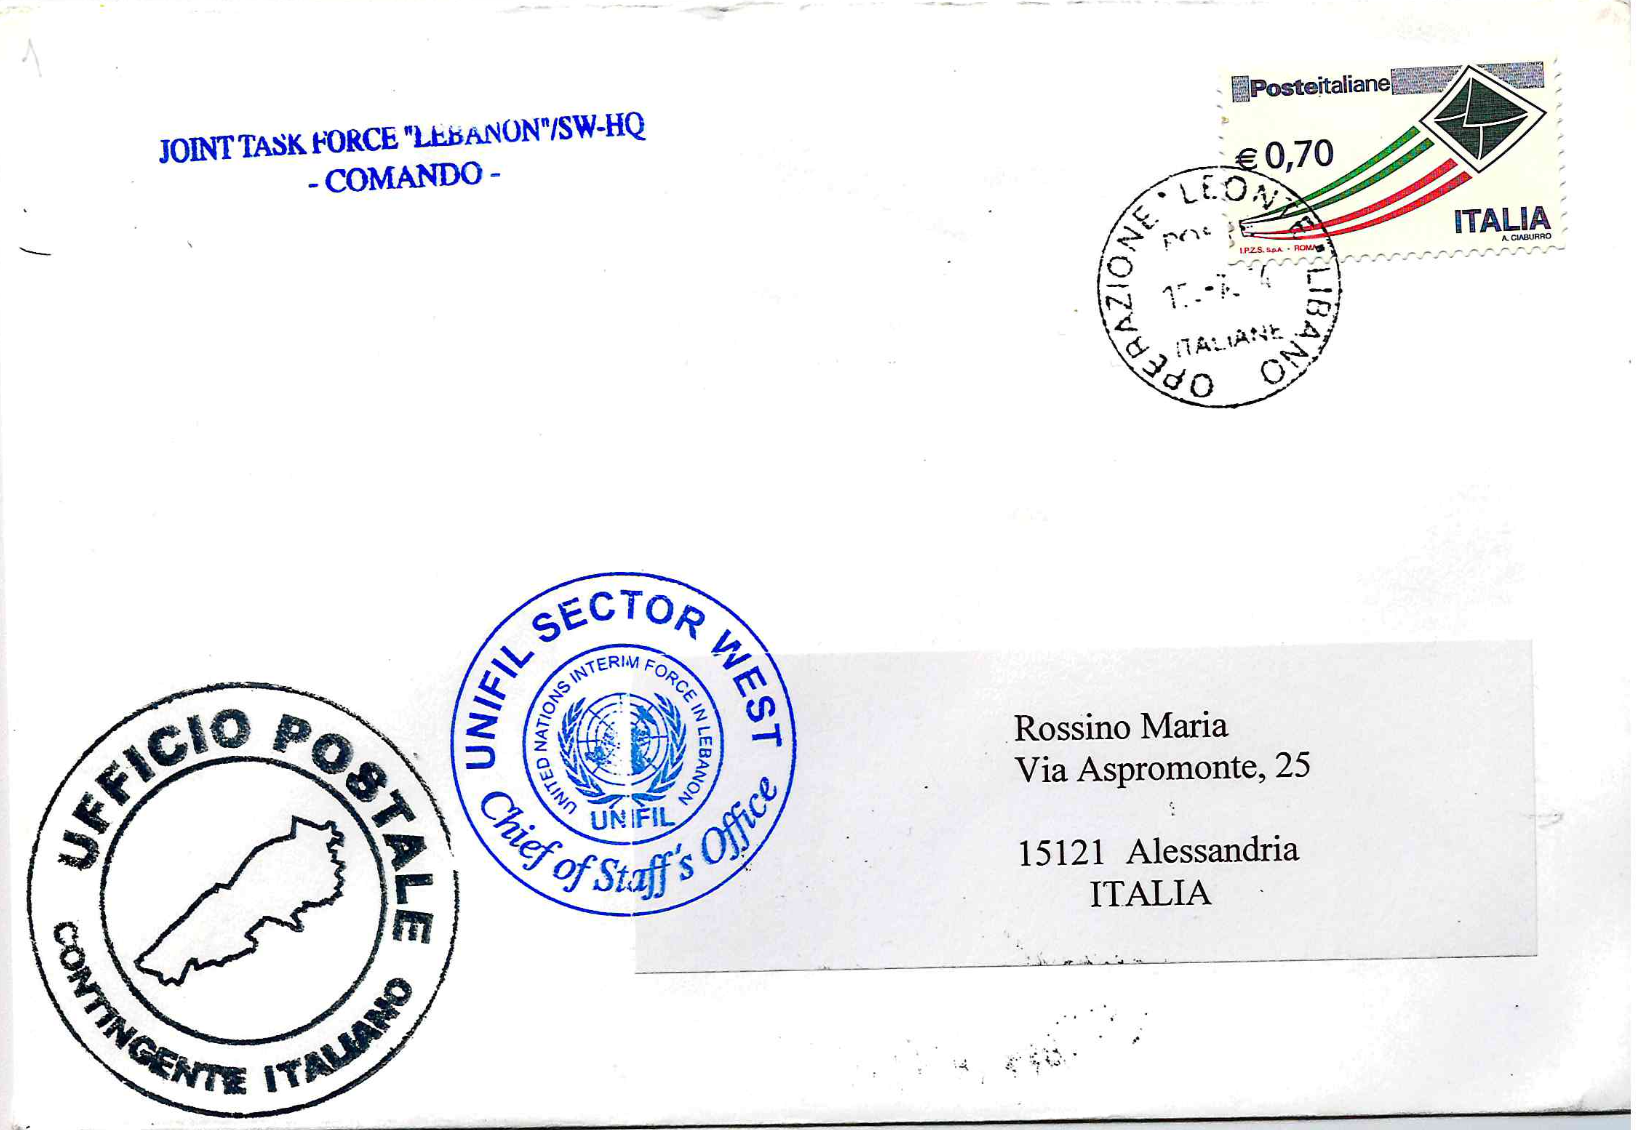 JOINT TASK FORCE "LEBANON"/SW-HQ
- COMANDO -
Posteitaliane
€ 0,70
ITALIA
A. CIABURRO
I.P.Z.S. S.p.A. - ROMA
OPERAZIONE • LEONTE • LIBANO
ITALIANE
UNIFIL SECTOR WEST
UNITED NATIONS INTERIM FORCE IN LEBANON
UNIFIL
Chief of Staff's Office
UFFICIO POSTALE
CONTINGENTE ITALIANO
Rossino Maria
Via Aspromonte, 25
15121 Alessandria
ITALIA